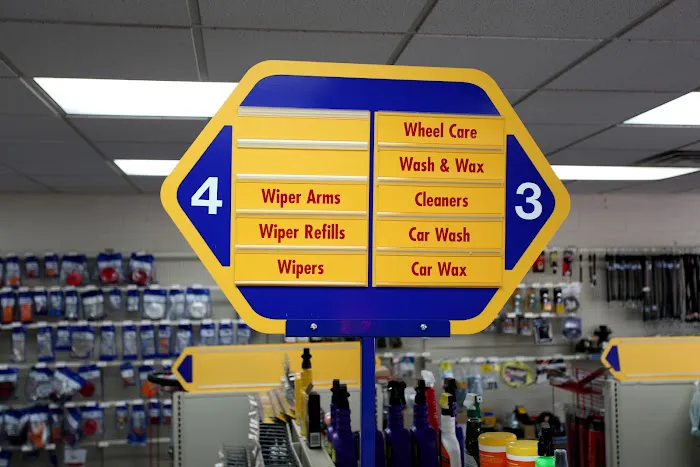 4
Wiper Arms
Wiper Refills
Wipers
Wheel Care
Wash & Wax
Cleaners
Car Wash
Car Wax
3